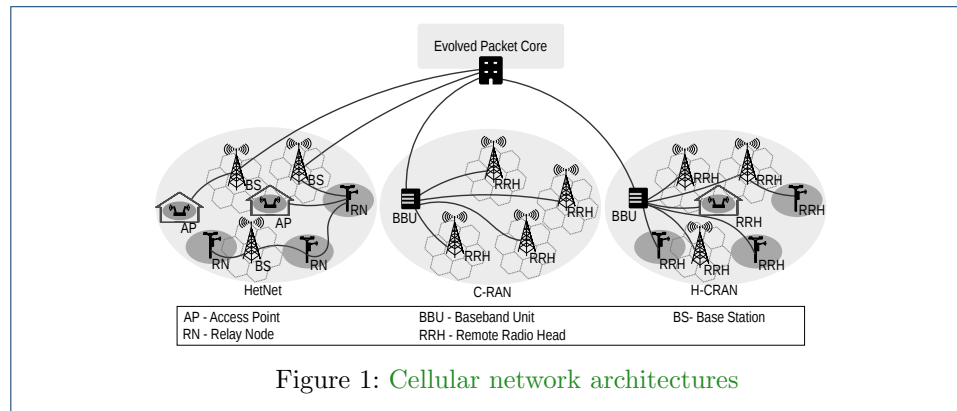 Evolved Packet Core
BS
BS
AP
AP
RN
RN
BS
RN
HetNet
BBU
RRH
RRH
RRH
RRH
C-RAN
BBU
RRH
RRH
RRH
RRH
RRH
RRH
RRH
H-CRAN
AP - Access Point
RN - Relay Node
BBU - Baseband Unit
RRH - Remote Radio Head
BS- Base Station
Figure 1: Cellular network architectures